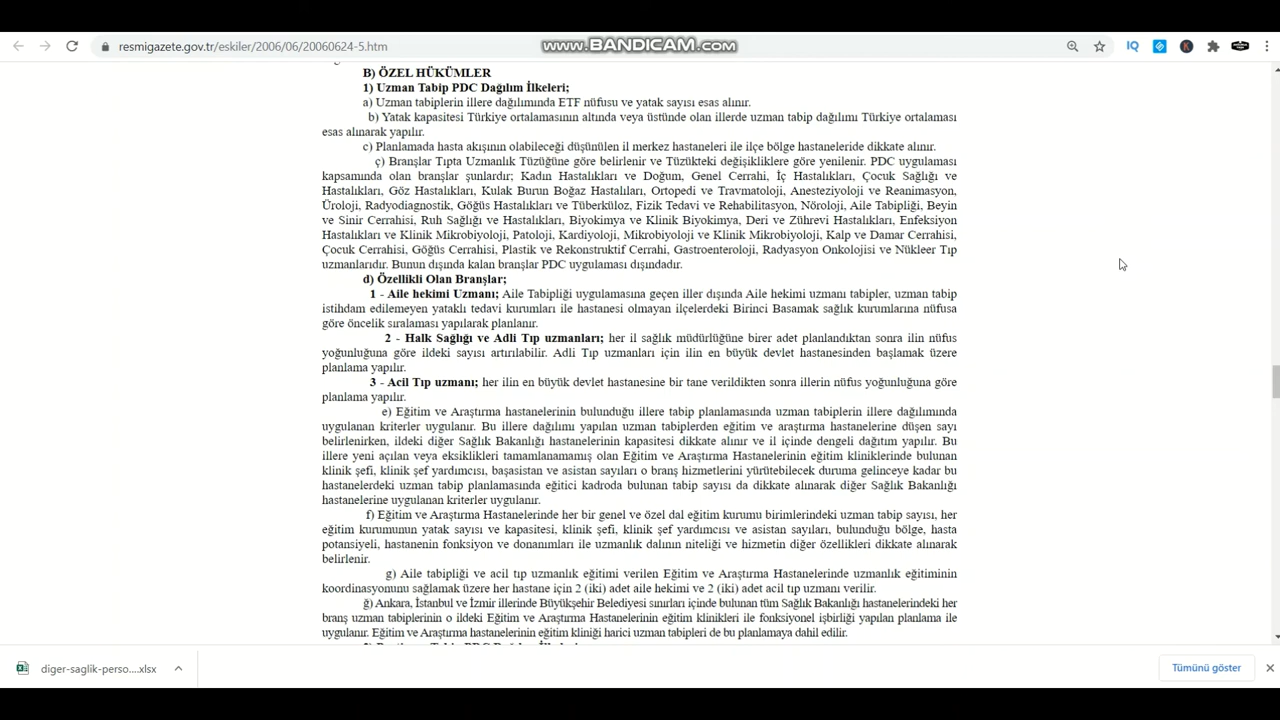 resmigazete.gov.tr/eskiler/2006/06/20060624-5.htm
www.BANDICAM.com
B) ÖZEL HÜKÜMLER
1) Uzman Tabip PDC Dağılım İlkeleri;
a) Uzman tabiplerin illere dağılımında ETF nüfusu ve yatak sayısı esas alınır.
b) Yatak kapasitesi Türkiye ortalamasının altında veya üstünde olan illerde uzman tabip dağılımı Türkiye ortalaması
esas alınarak yapılır.
c) Planlamada hasta akışının olabileceği düşünülen il merkez hastaneleri ile ilçe bölge hastaneleride dikkate alınır.
ç) Branşlar Tıpta Uzmanlık Tüzüğüne göre belirlenir ve Tüzükteki değişikliklere göre yenilenir. PDC uygulaması
kapsamında olan branşlar şunlardır; Kadın Hastalıkları ve Doğum, Genel Cerrahi, İç Hastalıkları, Çocuk Sağlığı ve
Hastalıkları, Göz Hastalıkları, Kulak Burun Boğaz Hastalıları, Ortopedi ve Travmatoloji, Anesteziyoloji ve Reanimasyon,
Üroloji, Radyodiagnostik, Göğüs Hastalıkları ve Tüberküloz, Fizik Tedavi ve Rehabilitasyon, Nöroloji, Aile Tabipliği, Beyin
ve Sinir Cerrahisi, Ruh Sağlığı ve Hastalıkları, Biyokimya ve Klinik Biyokimya, Deri ve Zührevi Hastalıkları, Enfeksiyon
Hastalıkları ve Klinik Mikrobiyoloji, Patoloji, Kardiyoloji, Mikrobiyoloji ve Klinik Mikrobiyoloji, Kalp ve Damar Cerrahisi,
Çocuk Cerrahisi, Göğüs Cerrahisi, Plastik ve Rekonstruktif Cerrahi, Gastroenteroloji, Radyasyon Onkolojisi ve Nükleer Tıp
uzmanlarıdır. Bunun dışında kalan branşlar PDC uygulaması dışındadır.
d) Özellikli Olan Branşlar;
1 - Aile hekimi Uzmanı; Aile Tabipliği uygulamasına geçen iller dışında Aile hekimi uzmanı tabipler, uzman tabip
istihdam edilemeyen yataklı tedavi kurumları ile hastanesi olmayan ilçelerdeki Birinci Basamak sağlık kurumlarına nüfusa
göre öncelik sıralaması yapılarak planlanır.
2 - Halk Sağlığı ve Adli Tıp uzmanları; her il sağlık müdürlüğüne birer adet planlandıktan sonra ilin nüfus
yoğunluğuna göre ildeki sayısı artırılabilir. Adli Tıp uzmanları için ilin en büyük devlet hastanesinden başlamak üzere
planlama yapılır.
3 - Acil Tıp uzmanı; her ilin en büyük devlet hastanesine bir tane verildikten sonra illerin nüfus yoğunluğuna göre
planlama yapılır.
e) Eğitim ve Araştırma hastanelerinin bulunduğu illere tabip planlamasında uzman tabiplerin illere dağılımında
uygulanan kriterler uygulanır. Bu illere dağılımı yapılan uzman tabiplerden eğitim ve araştırma hastanelerine düşen sayı
belirlenirken, ildeki diğer Sağlık Bakanlığı hastanelerinin kapasitesi dikkate alınır ve il içinde dengeli dağıtım yapılır. Bu
illere yeni açılan veya eksiklikleri tamamlanamamış olan Eğitim ve Araştırma Hastanelerinin eğitim kliniklerinde bulunan
klinik şefi, klinik şef yardımcısı, başasistan ve asistan sayıları o branş hizmetlerini yürütebilecek duruma gelinceye kadar bu
hastanelerdeki uzman tabip planlamasında eğitici kadroda bulunan tabip sayısı da dikkate alınarak diğer Sağlık Bakanlığı
hastanelerine uygulanan kriterler uygulanır.
f) Eğitim ve Araştırma Hastanelerinde her bir genel ve özel dal eğitim kurumu birimlerindeki uzman tabip sayısı, her
eğitim kurumunun yatak sayısı ve kapasitesi, klinik şefi, klinik şef yardımcısı ve asistan sayıları, bulunduğu bölge, hasta
potansiyeli, hastanenin fonksiyon ve donanımları ile uzmanlık dalının niteliği ve hizmetin diğer özellikleri dikkate alınarak
belirlenir.
g) Aile tabipliği ve acil tıp uzmanlık eğitimi verilen Eğitim ve Araştırma Hastanelerinde uzmanlık eğitiminin
koordinasyonunu sağlamak üzere her hastane için 2 (iki) adet aile hekimi ve 2 (iki) adet acil tıp uzmanı verilir.
ğ) Ankara, İstanbul ve İzmir illerinde Büyükşehir Belediyesi sınırları içinde bulunan tüm Sağlık Bakanlığı hastanelerindeki her
branş uzman tabiplerinin o ildeki Eğitim ve Araştırma Hastanelerinin eğitim klinikleri ile fonksiyonel işbirliği yapılan planlama ile
uygulanır. Eğitim ve Araştırma hastanelerinin eğitim kliniği harici uzman tabipleri de bu planlamaya dahil edilir.
diger-saglik-perso....xlsx
Tümünü göster